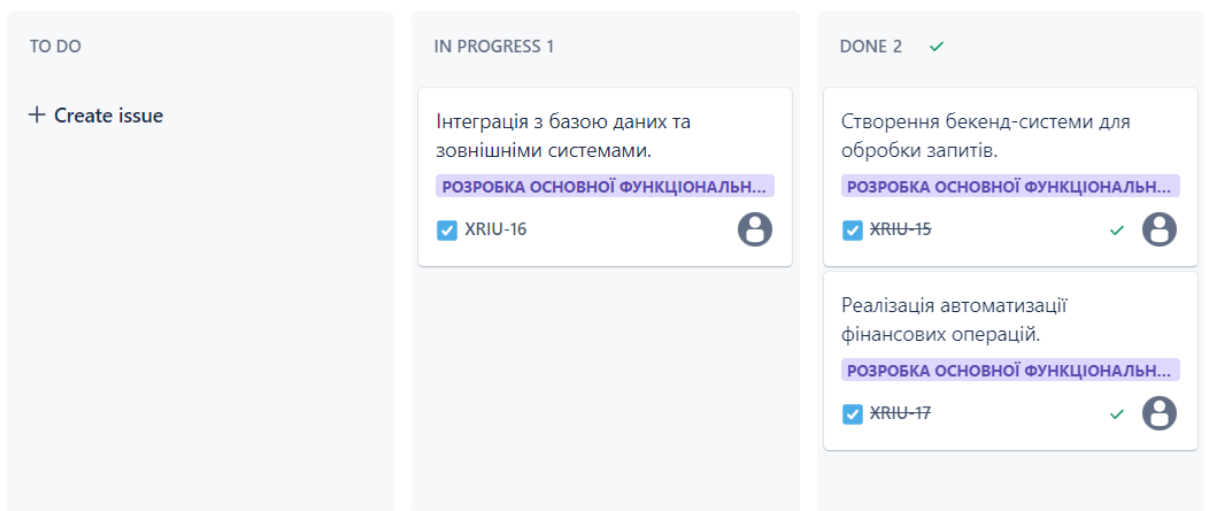 TO DO
+ Create issue
IN PROGRESS 1
Інтеграція з базою даних та
зовнішніми системами.
РОЗРОБКА ОСНОВНОЇ ФУНКЦІОНАЛЬН...
XRIU-16
DONE 2
Створення бекенд-системи для
обробки запитів.
РОЗРОБКА ОСНОВНОЇ ФУНКЦІОНАЛЬН...
XRIU-15
Реалізація автоматизації
фінансових операцій.
РОЗРОБКА ОСНОВНОЇ ФУНКЦІОНАЛЬН...
XRIU-17